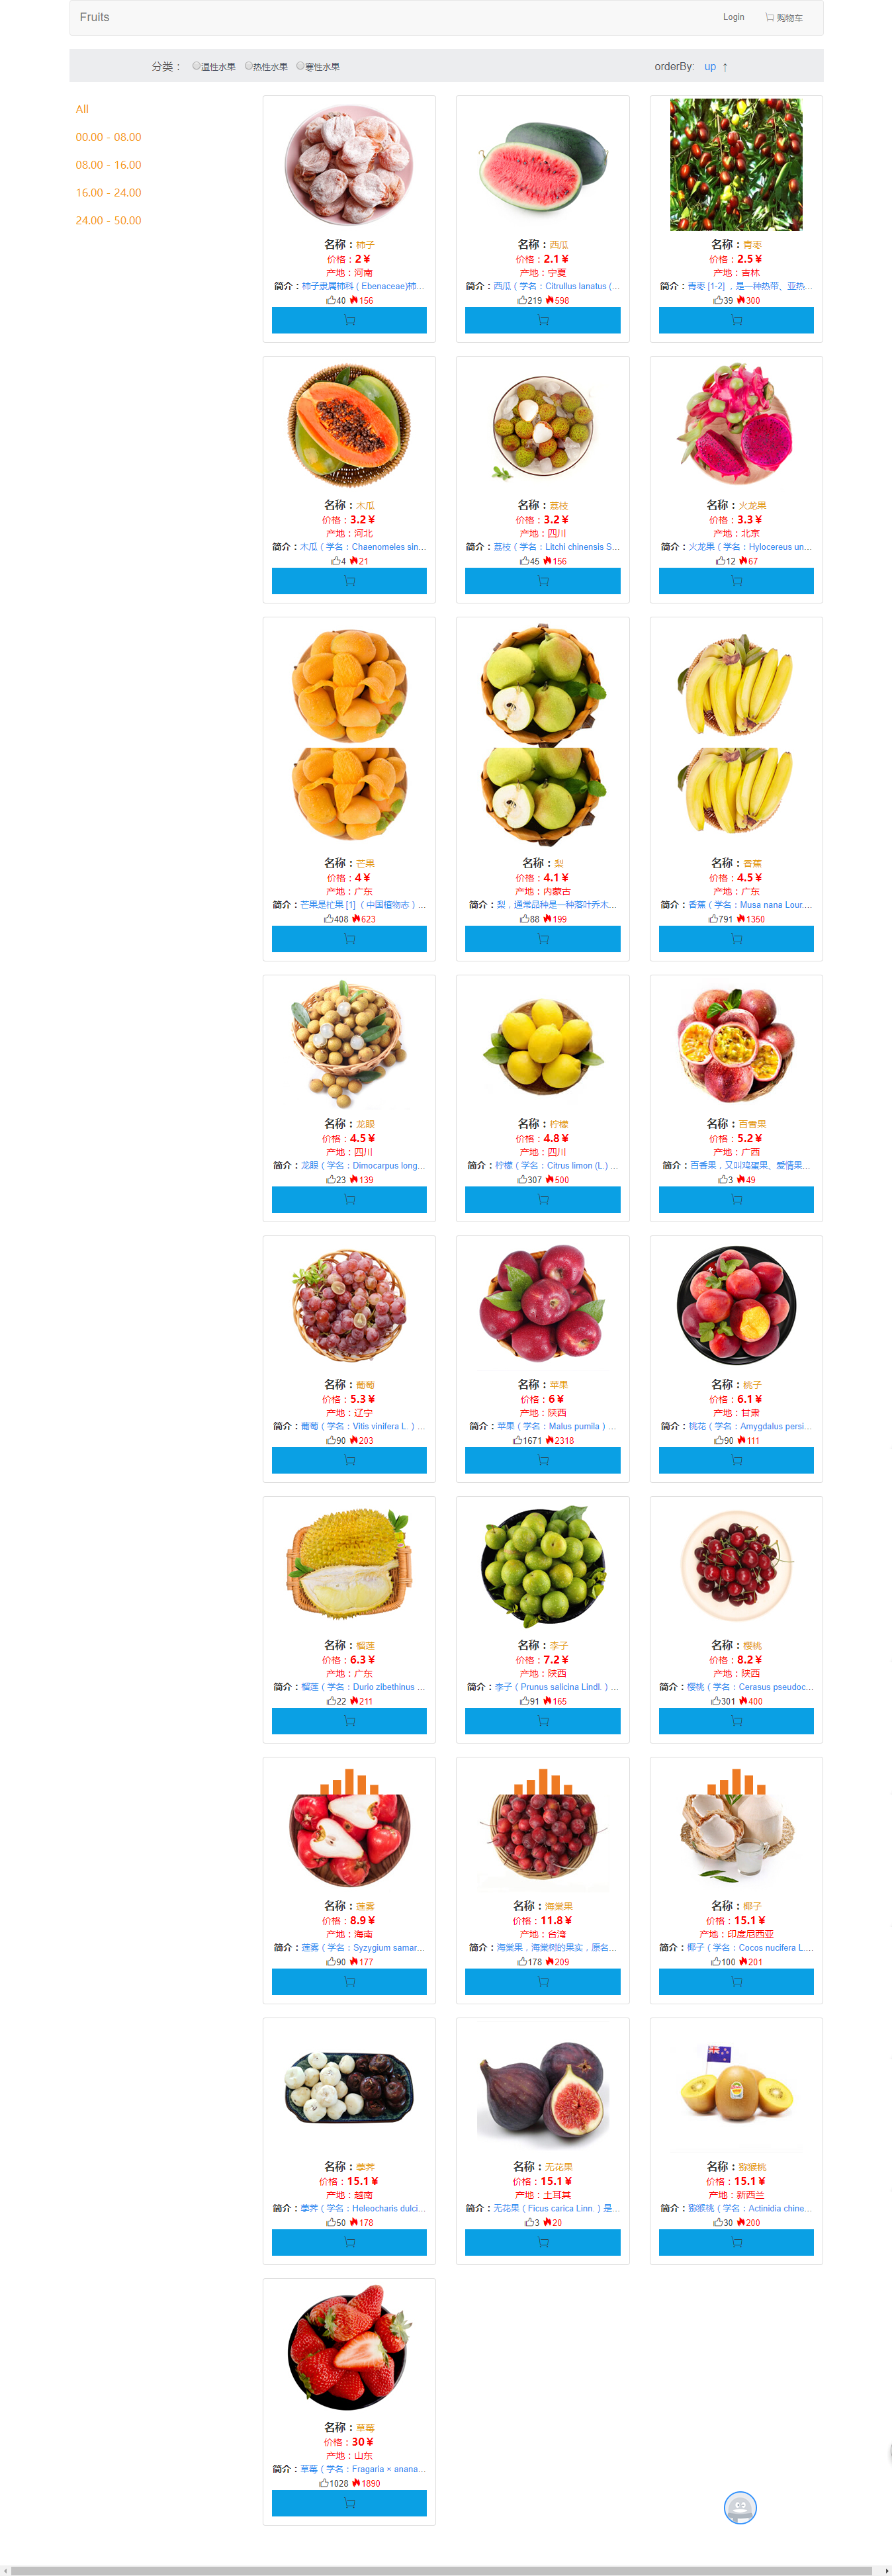 Fruits
Login 购物车
分类： 温性水果 热性水果 寒性水果 orderBy: up ↑
All
00.00 - 08.00
08.00 - 16.00
16.00 - 24.00
24.00 - 50.00
名称：柿子
价格：2￥
产地：河南
简介：柿子隶属柿科 ( Ebenaceae)柿...
40 156
名称：西瓜
价格：2.1￥
产地：宁夏
简介：西瓜（学名：Citrullus lanatus (...
219 598
名称：青枣
价格：2.5￥
产地：吉林
简介：青枣 [1-2] ，是一种热带、亚热...
39 300
名称：木瓜
价格：3.2￥
产地：河北
简介：木瓜（学名：Chaenomeles sin...
4 21
名称：荔枝
价格：3.2￥
产地：四川
简介：荔枝（学名：Litchi chinensis S...
45 156
名称：火龙果
价格：3.3￥
产地：北京
简介：火龙果（学名：Hylocereus un...
12 67
名称：芒果
价格：4￥
产地：广东
简介：芒果是杧果 [1]（中国植物志）...
408 623
名称：梨
价格：4.1￥
产地：内蒙古
简介：梨，通常品种是一种落叶乔木...
88 199
名称：香蕉
价格：4.5￥
产地：广东
简介：香蕉（学名：Musa nana Lour....
791 1350
名称：龙眼
价格：4.5￥
产地：四川
简介：龙眼（学名：Dimocarpus long...
23 139
名称：柠檬
价格：4.8￥
产地：四川
简介：柠檬（学名：Citrus limon (L.) ...
307 500
名称：百香果
价格：5.2￥
产地：广西
简介：百香果，又叫鸡蛋果、爱情果...
3 49
名称：葡萄
价格：5.3￥
产地：辽宁
简介：葡萄（学名：Vitis vinifera L.）...
90 203
名称：苹果
价格：6￥
产地：陕西
简介：苹果（学名：Malus pumila）...
1671 2318
名称：桃子
价格：6.1￥
产地：甘肃
简介：桃花（学名：Amygdalus persi...
90 111
名称：榴莲
价格：6.3￥
产地：广东
简介：榴莲（学名：Durio zibethinus ...
22 211
名称：李子
价格：7.2￥
产地：陕西
简介：李子（Prunus salicina Lindl.）...
91 165
名称：樱桃
价格：8.2￥
产地：陕西
简介：樱桃（学名：Cerasus pseudoc...
301 400
名称：莲雾
价格：8.9￥
产地：海南
简介：莲雾（学名：Syzygium samar...
90 177
名称：海棠果
价格：11.8￥
产地：台湾
简介：海棠果，海棠树的果实，原名...
178 209
名称：椰子
价格：15.1￥
产地：印度尼西亚
简介：椰子（学名：Cocos nucifera L....
100 201
名称：荸荠
价格：15.1￥
产地：越南
简介：荸荠（学名：Heleocharis dulci...
50 178
名称：无花果
价格：15.1￥
产地：土耳其
简介：无花果（Ficus carica Linn.）是...
3 20
名称：猕猴桃
价格：15.1￥
产地：新西兰
简介：猕猴桃（学名：Actinidia chine...
30 200
名称：草莓
价格：30￥
产地：山东
简介：草莓（学名：Fragaria × anana...
1028 1890